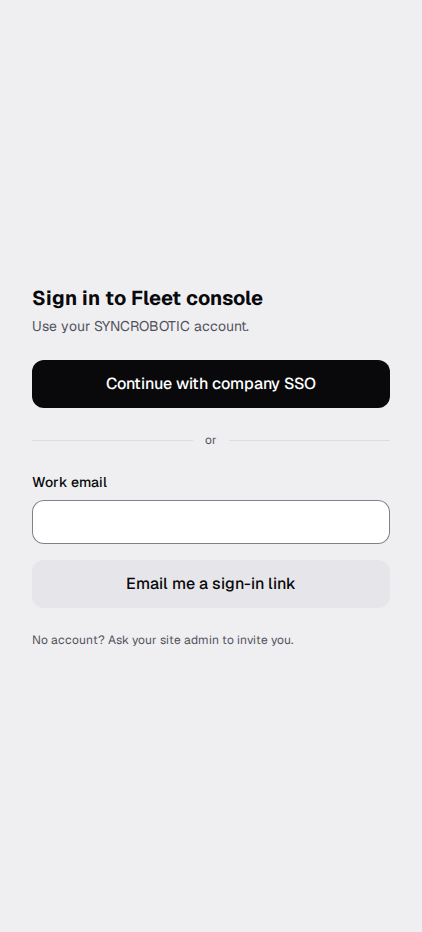 Sign in to Fleet console
Use your SYNCROBOTIC account.
Continue with company SSO
or
Work email
Email me a sign-in link
No account? Ask your site admin to invite you.